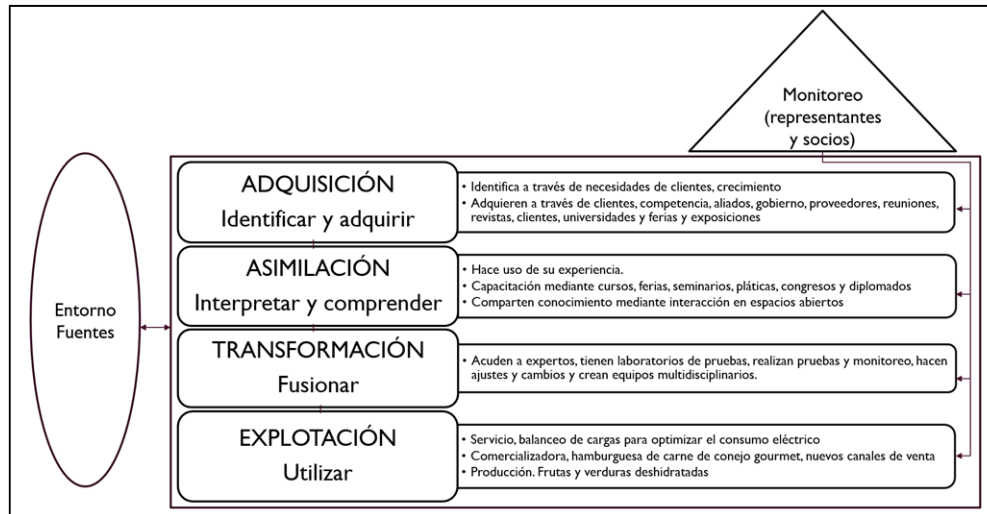 Monitoreo
(representantes
y socios)
Entorno
Fuentes
ADQUISICIÓN
Identificar y adquirir
• Identifica a través de necesidades de clientes, crecimiento
• Adquieren a través de clientes, competencia, aliados, gobierno, proveedores, reuniones,
revistas, clientes, universidades y ferias y exposiciones
ASIMILACIÓN
Interpretar y comprender
• Hace uso de su experiencia.
• Capacitación mediante cursos, ferias, seminarios, pláticas, congresos y diplomados
• Comparten conocimiento mediante interacción en espacios abiertos
TRANSFORMACIÓN
Fusionar
• Acuden a expertos, tienen laboratorios de pruebas, realizan pruebas y monitoreo, hacen
ajustes y cambios y crean equipos multidisciplinarios.
EXPLOTACIÓN
Utilizar
• Servicio, balanceo de cargas para optimizar el consumo eléctrico
• Comercializadora, hamburguesa de carne de conejo gourmet, nuevos canales de venta
• Producción. Frutas y verduras deshidratadas